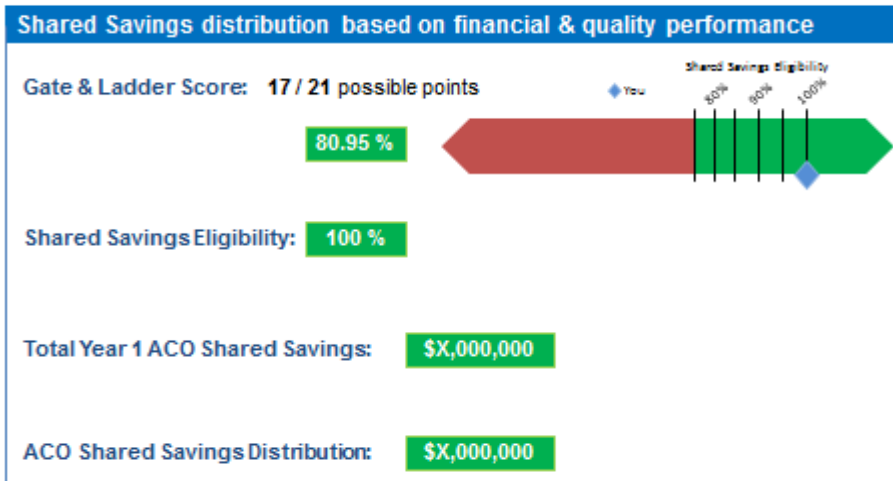 Shared Savings distribution based on financial & quality performance
Shared Savings Eligibility
Gate & Ladder Score: 17 / 21 possible points
You
80%
90%
100%
80.95 %
Shared Savings Eligibility: 100 %
Total Year 1 ACO Shared Savings: $X,000,000
ACO Shared Savings Distribution: $X,000,000